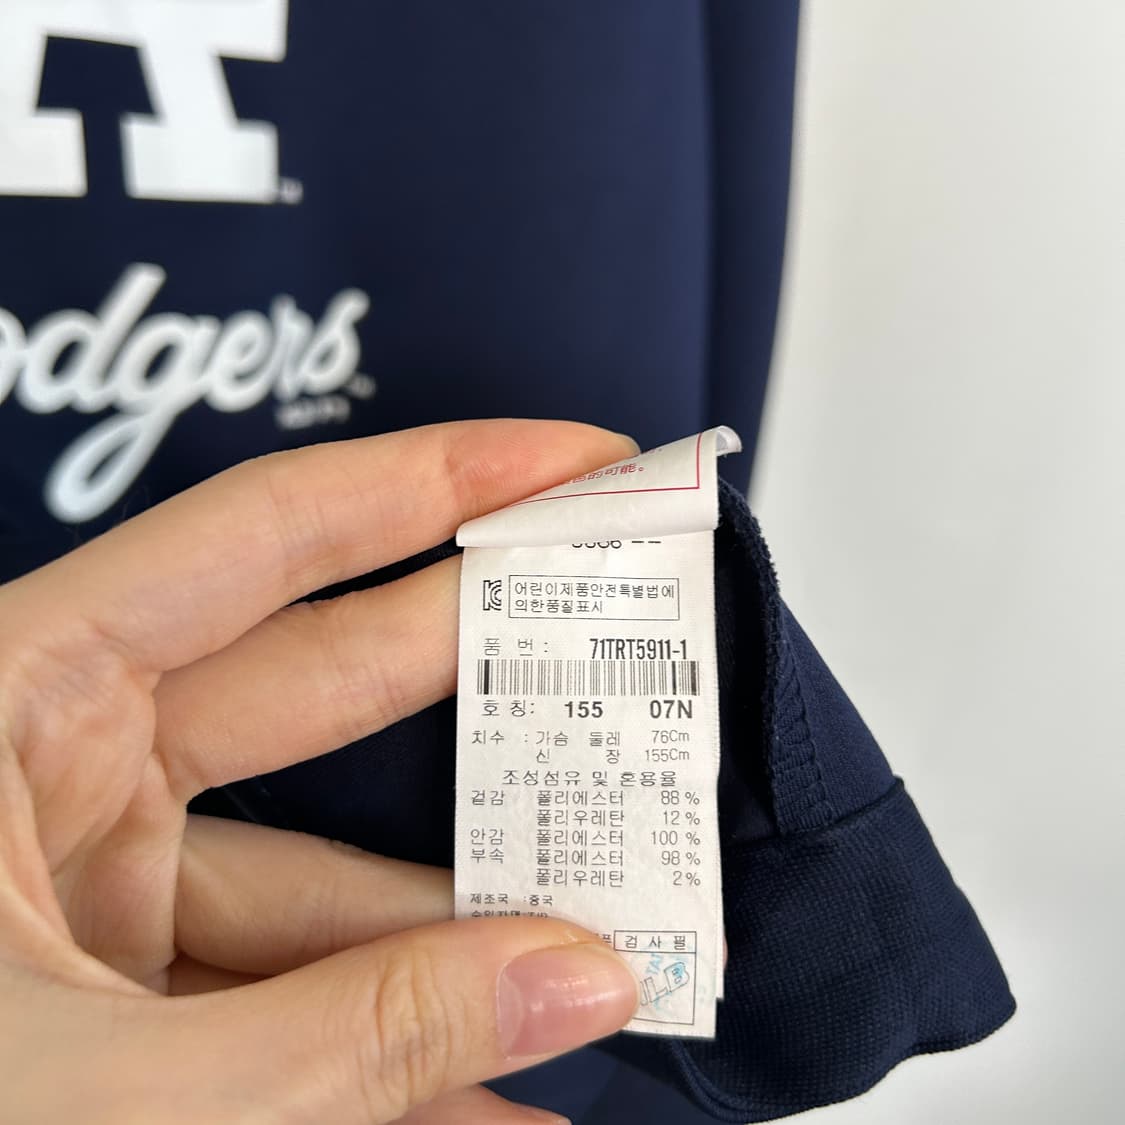 odgers
的可能。
어린이제품안전특별법에
의한품질표시
품 번 : 71TRT5911-1
호 칭: 155 07N
치수 : 가슴 둘레 76Cm
신 장 155Cm
조성섬유 및 혼용율
겉감 폴리에스터 88 %
폴리우레탄 12 %
안감 폴리에스터 100 %
부속 폴리에스터 98 %
폴리우레탄 2 %
제조국 :중국
검 사 필
MLB